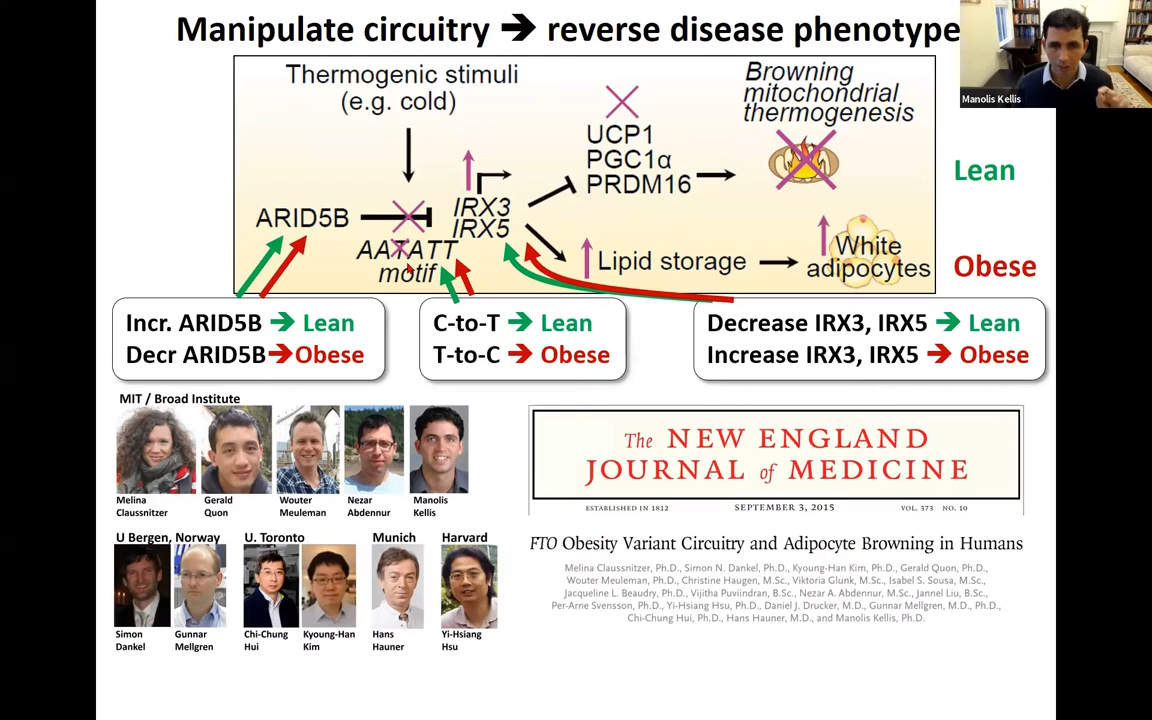 Manipulate circuitry ➔ reverse disease phenotype
Manolis Kellis
Thermogenic stimuli
(e.g. cold)
Browning
mitochondrial
thermogenesis
UCP1
PGC1α
PRDM16
Lean
ARID5B
IRX3
IRX5
AATATT
motif
Lipid storage
White
adipocytes
Obese
Incr. ARID5B ➔ Lean
Decr ARID5B➔Obese
C-to-T ➔ Lean
T-to-C ➔ Obese
Decrease IRX3, IRX5 ➔ Lean
Increase IRX3, IRX5 ➔ Obese
MIT / Broad Institute
Melina
Claussnitzer
Gerald
Quon
Wouter
Meuleman
Nezar
Abdennur
Manolis
Kellis
U Bergen, Norway
U. Toronto
Munich
Harvard
Simon
Dankel
Gunnar
Mellgren
Chi-Chung
Hui
Kyoung-Han
Kim
Hans
Hauner
Yi-Hsiang
Hsu
The NEW ENGLAND
JOURNAL of MEDICINE
ESTABLISHED IN 1812 SEPTEMBER 3, 2015 VOL. 373 NO. 10
FTO Obesity Variant Circuitry and Adipocyte Browning in Humans
Melina Claussnitzer, Ph.D., Simon N. Dankel, Ph.D., Kyoung-Han Kim, Ph.D., Gerald Quon, Ph.D.,
Wouter Meuleman, Ph.D., Christine Haugen, M.Sc., Viktoria Glunk, M.Sc., Isabel S. Sousa, M.Sc.,
Jacqueline L. Beaudry, Ph.D., Vijitha Puviindran, B.Sc., Nezar A. Abdennur, M.Sc., Jannel Liu, B.Sc.,
Per-Arne Svensson, Ph.D., Yi-Hsiang Hsu, Ph.D., Daniel J. Drucker, M.D., Gunnar Mellgren, M.D., Ph.D.,
Chi-Chung Hui, Ph.D., Hans Hauner, M.D., and Manolis Kellis, Ph.D.